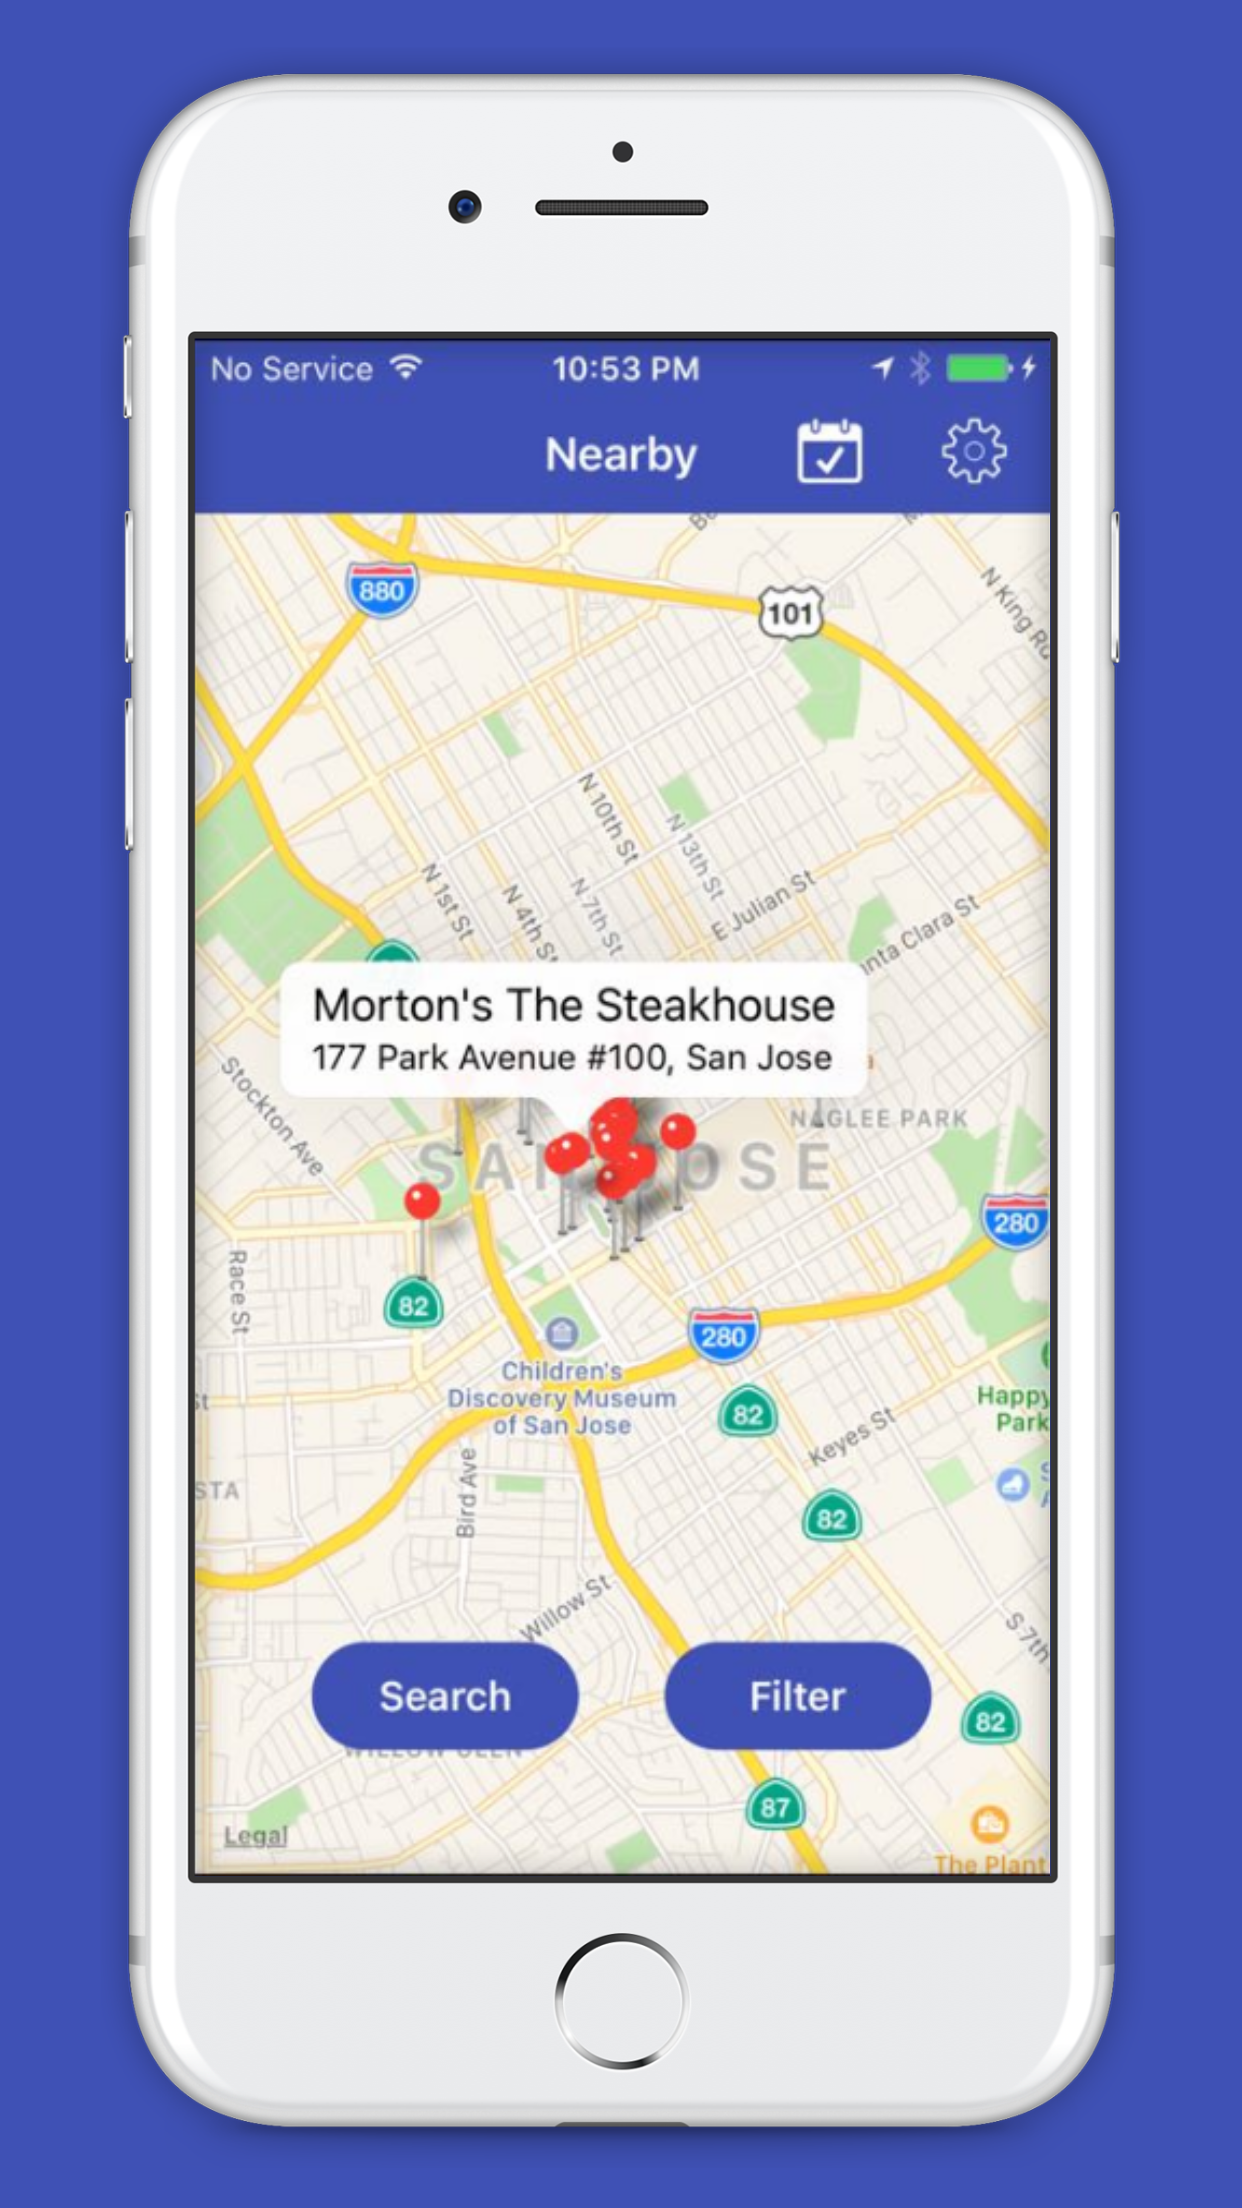 No Service
10:53 PM
Nearby
880
101
N King Rd
N 10th St
N 13th St
N 1st St
N 4th St
N 7th St
E Julian St
nta Clara St
Morton's The Steakhouse
177 Park Avenue #100, San Jose
Stockton Ave
NAGLEE PARK
SAN JOSE
280
Race St
82
280
Children's
Discovery Museum
of San Jose
82
Happy
Park
Keyes St
STA
Bird Ave
82
Willow St
S 7th
Search
Filter
82
WILLOW GLEN
87
Legal
The Plant